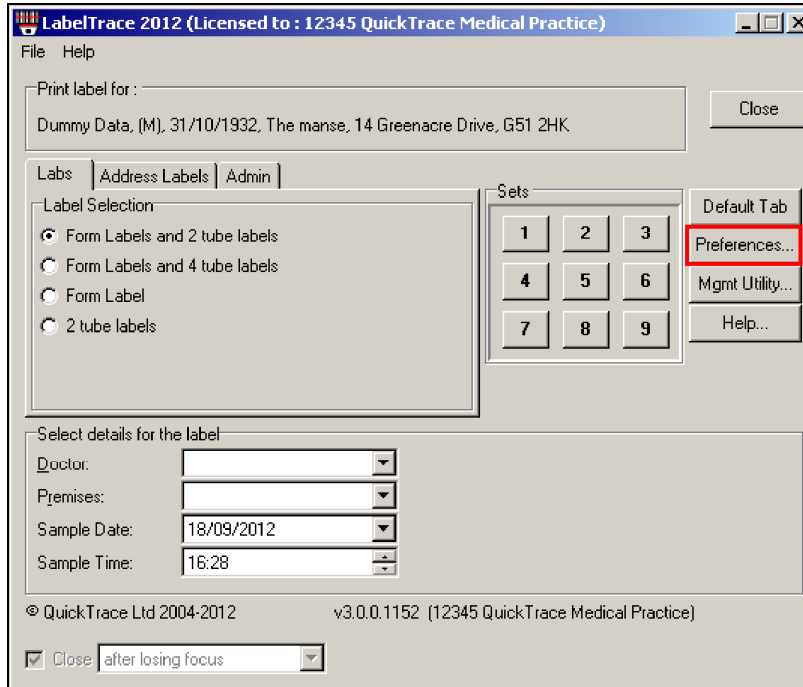 LabelTrace 2012 (Licensed to : 12345 QuickTrace Medical Practice)
File Help
Print label for :
Dummy Data, (M), 31/10/1932, The manse, 14 Greenacre Drive, G51 2HK
Close
Labs Address Labels Admin
Label Selection
Form Labels and 2 tube labels
Form Labels and 4 tube labels
Form Label
2 tube labels
Sets
1 2 3
4 5 6
7 8 9
Default Tab
Preferences...
Mgmt Utility...
Help...
Select details for the label
Doctor:
Premises:
Sample Date: 18/09/2012
Sample Time: 16:28
© QuickTrace Ltd 2004-2012 v3.0.0.1152 (12345 QuickTrace Medical Practice)
Close after losing focus